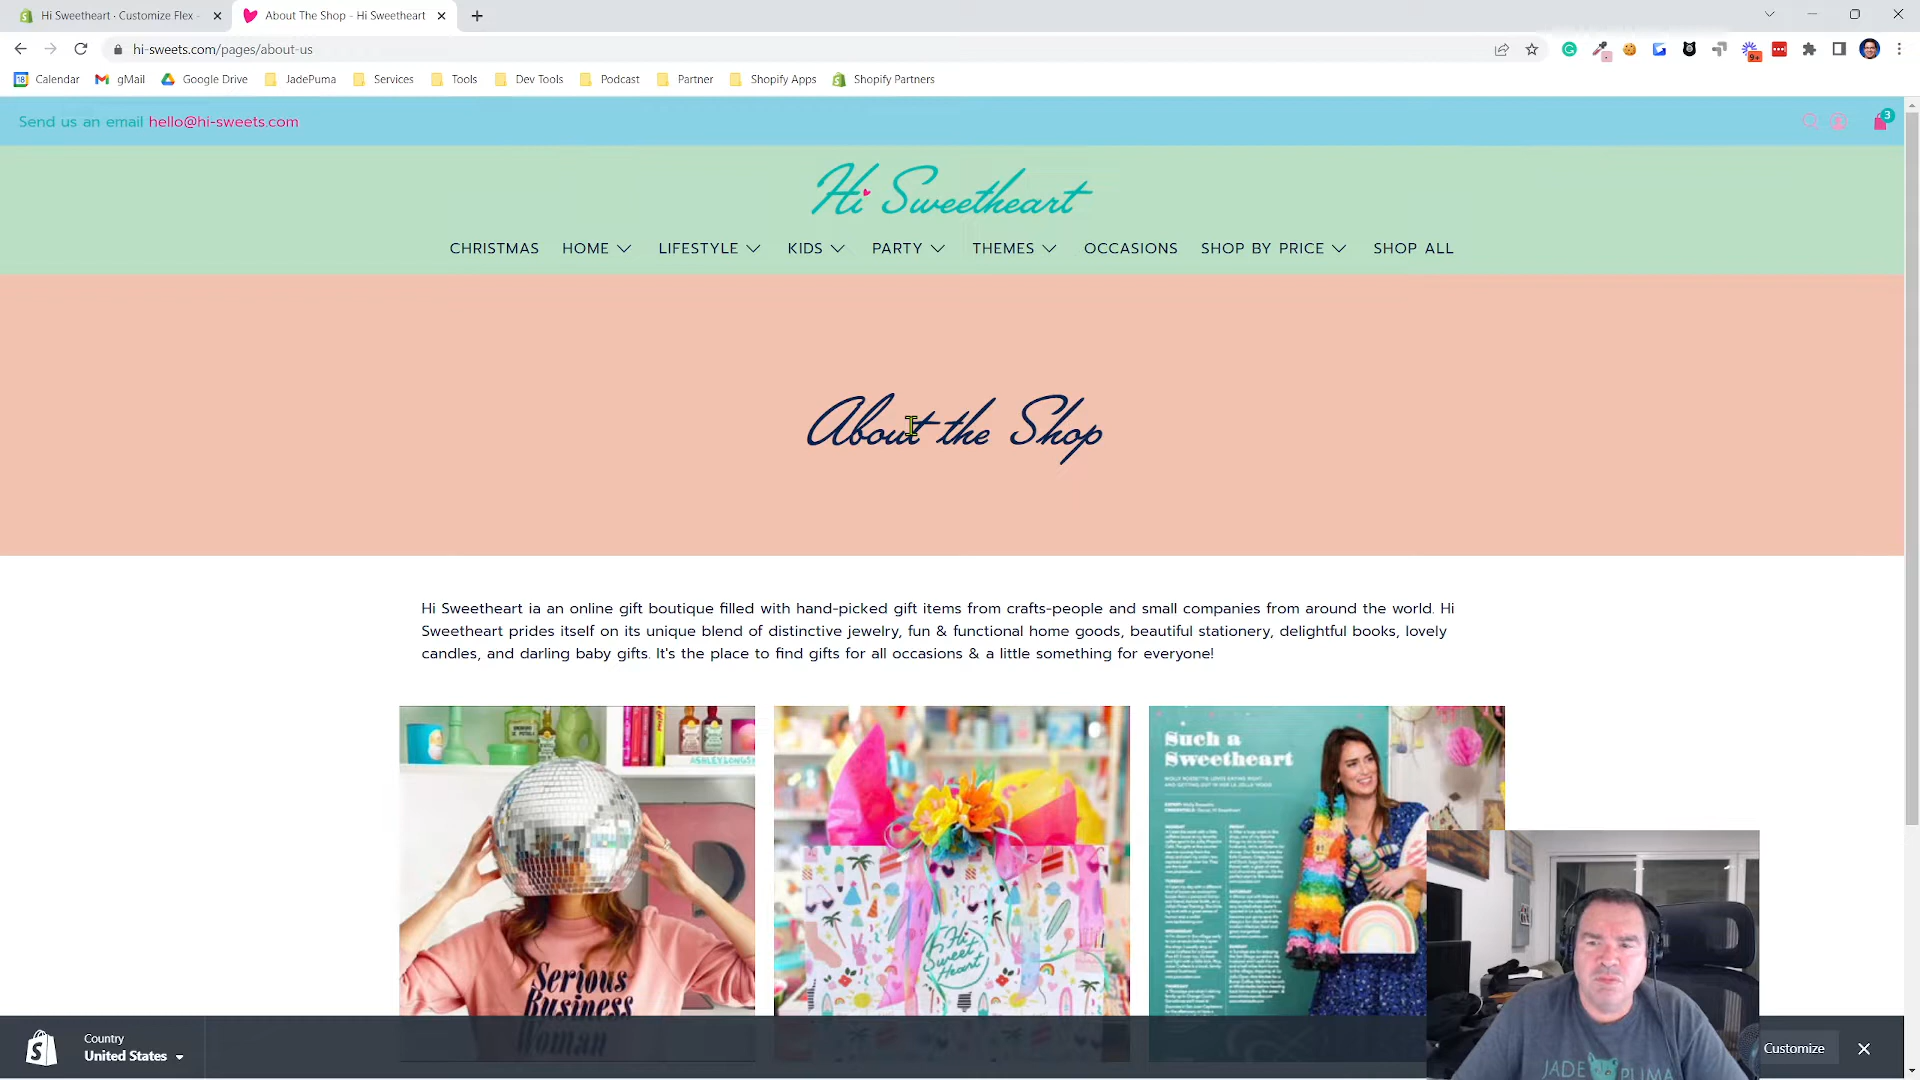 Hi Sweetheart · Customize Flex -
About The Shop - Hi Sweetheart
hi-sweets.com/pages/about-us
Calendar
gMail
Google Drive
JadePuma
Services
Tools
Dev Tools
Podcast
Partner
Shopify Apps
Shopify Partners
9+
18
Send us an email hello@hi-sweets.com
3
Hi Sweetheart
CHRISTMAS HOME LIFESTYLE KIDS PARTY THEMES OCCASIONS SHOP BY PRICE SHOP ALL
About the Shop
Hi Sweetheart ia an online gift boutique filled with hand-picked gift items from crafts-people and small companies from around the world. Hi
Sweetheart prides itself on its unique blend of distinctive jewelry, fun & functional home goods, beautiful stationery, delightful books, lovely
candles, and darling baby gifts. It's the place to find gifts for all occasions & a little something for everyone!
Serious
Business
Woman
Hi
Sweet
Heart
Such a
Sweetheart
Country
United States
Customize
JADE PUMA